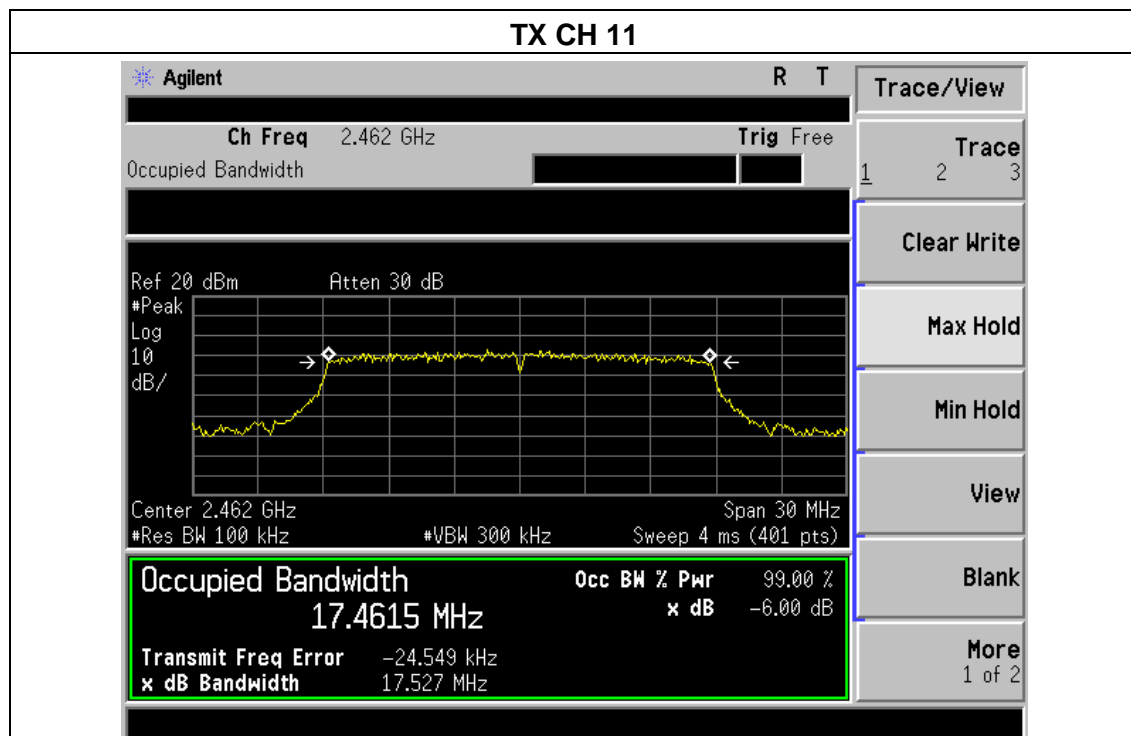 TX CH 11
Agilent R T
Trace/View
Ch Freq 2.462 GHz Trig Free
Occupied Bandwidth
Trace
1 2 3
Clear Write
Ref 20 dBm Atten 30 dB
#Peak
Log
10
dB/
Max Hold
Min Hold
View
Center 2.462 GHz Span 30 MHz
#Res BW 100 kHz #VBW 300 kHz Sweep 4 ms (401 pts)
Occupied Bandwidth Occ BW % Pwr 99.00 %
17.4615 MHz x dB -6.00 dB
Blank
Transmit Freq Error -24.549 kHz
x dB Bandwidth 17.527 MHz
More
1 of 2